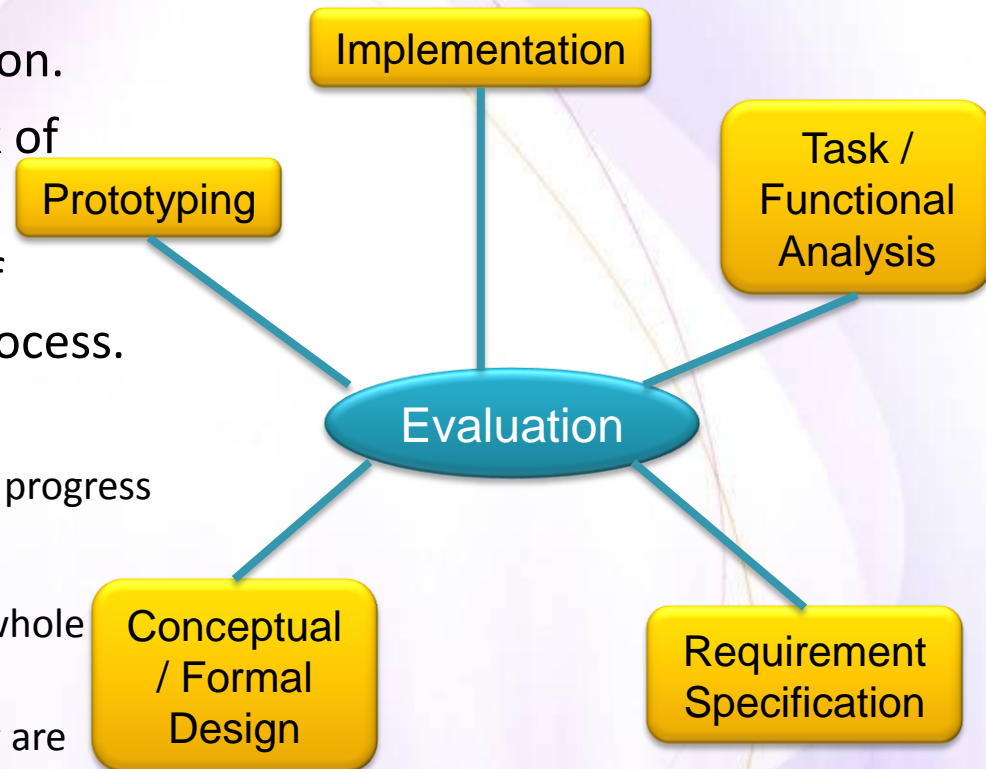 on.
of
f
ocess.
progress
whole
are
Implementation
Prototyping
Task /
Functional
Analysis
Evaluation
Conceptual
/ Formal
Design
Requirement
Specification